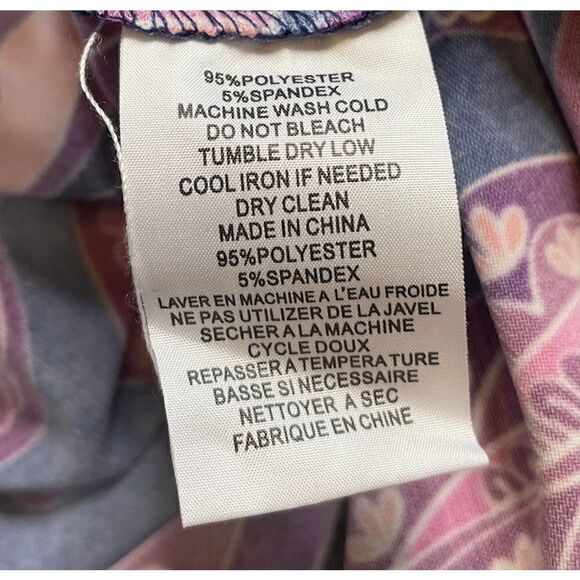 95%POLYESTER
5%SPANDEX
MACHINE WASH COLD
DO NOT BLEACH
TUMBLE DRY LOW
COOL IRON IF NEEDED
DRY CLEAN
MADE IN CHINA
95%POLYESTER
5%SPANDEX
LAVER EN MACHINE A L'EAU FROIDE
NE PAS UTILIZER DE LA JAVEL
SECHER A LA MACHINE
CYCLE DOUX
REPASSER A TEMPERATURE
BASSE SI NECESSAIRE
NETTOYER A SEC
FABRIQUE EN CHINE